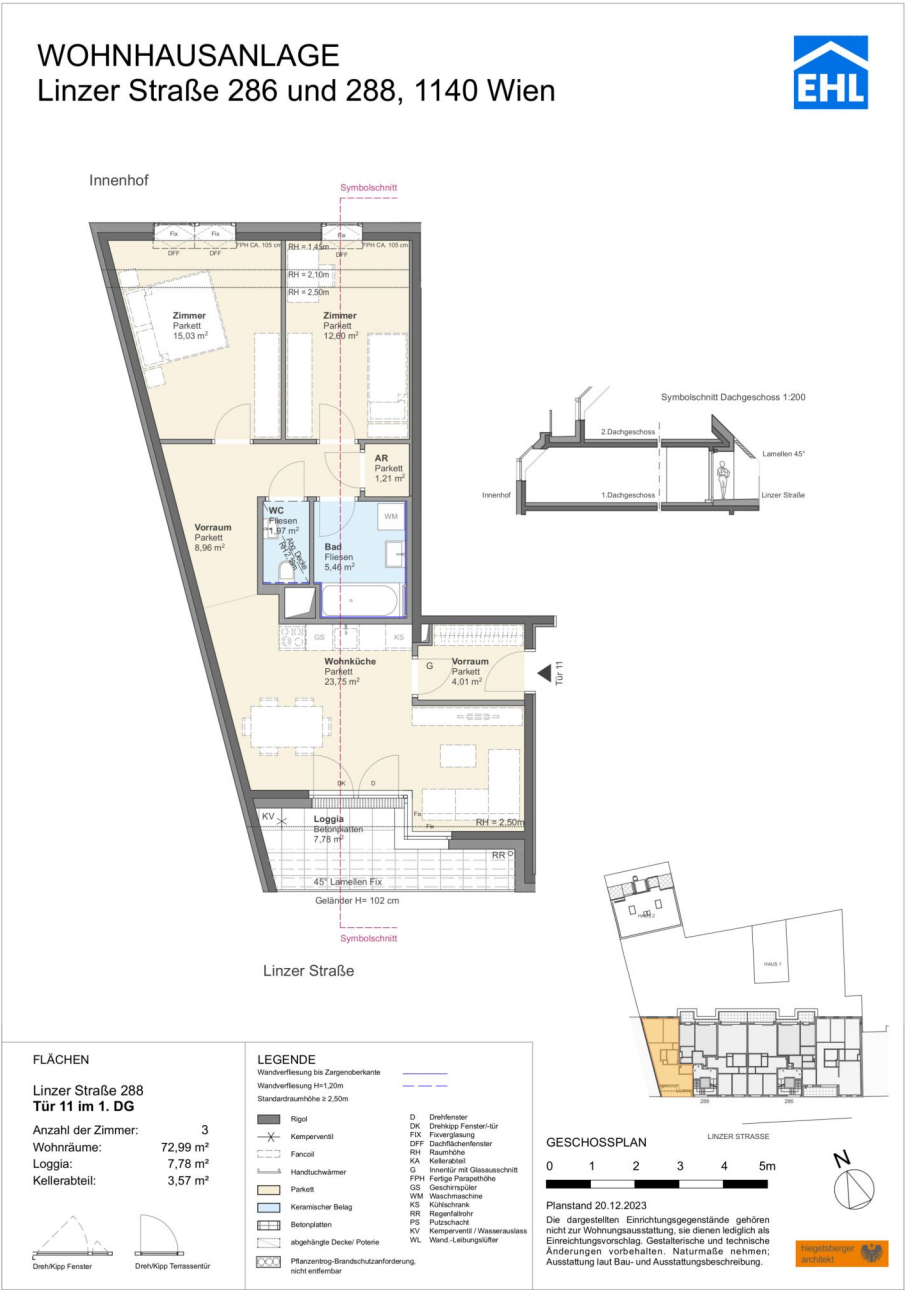 WOHNHAUSANLAGE
Linzer Straße 286 und 288, 1140 Wien
EHL
Innenhof
Symbolschnitt
Fix
Fix
Fix
DFF
DFF
DFF
FPH CA. 105 cm
FPH CA. 105 cm
RH = 1,45m
RH = 2,10m
RH = 2,50m
Zimmer
Parkett
15,03 m²
Zimmer
Parkett
12,60 m²
AR
Parkett
1,21 m²
WC
Fliesen
1,97 m²
Abg. Decke
WM
Bad
Fliesen
5,46 m²
Vorraum
Parkett
8,96 m²
GS
KS
Wohnküche
Parkett
23,75 m²
G
Vorraum
Parkett
4,01 m²
Tür 11
DK
D
Fix
Fix
RH = 2,50m
KV
Loggia
Betonplatten
7,78 m²
RR
45° Lamellen Fix
Geländer H= 102 cm
Symbolschnitt
Linzer Straße
Symbolschnitt Dachgeschoss 1:200
2.Dachgeschoss
Lamellen 45°
Innenhof
1.Dachgeschoss
Linzer Straße
HAUS 2
HAUS 1
288
286
LINZER STRASSE
FLÄCHEN
Linzer Straße 288
Tür 11 im 1. DG
Anzahl der Zimmer: 3
Wohnräume: 72,99 m²
Loggia: 7,78 m²
Kellerabteil: 3,57 m²
Dreh/Kipp Fenster
Dreh/Kipp Terrassentür
LEGENDE
Wandverfliesung bis Zargenoberkante
Wandverfliesung H=1,20m
Standardraumhöhe ≥ 2,50m
Rigol
Kemperventil
Fancoil
Handtuchwärmer
Parkett
Keramischer Belag
Betonplatten
abgehängte Decke/ Poterie
Pflanzentrog-Brandschutzanforderung,
nicht entfernbar
D Drehfenster
DK Drehkipp Fenster/-tür
FIX Fixverglasung
DFF Dachflächenfenster
RH Raumhöhe
KA Kellerabteil
G Innentür mit Glasausschnitt
FPH Fertige Parapethöhe
GS Geschirrspüler
WM Waschmaschine
KS Kühlschrank
RR Regenfallrohr
PS Putzschacht
KV Kemperventil / Wasserauslass
WL Wand.-Leibungslüfter
GESCHOSSPLAN
0 1 2 3 4 5m
N
Planstand 20.12.2023
Die dargestellten Einrichtungsgegenstände gehören
nicht zur Wohnungsausstattung, sie dienen lediglich als
Einreichtungsvorschlag. Gestalterische und technische
Änderungen vorbehalten. Naturmaße nehmen;
Ausstattung laut Bau- und Ausstattungsbeschreibung.
hiegetsberger
architekt